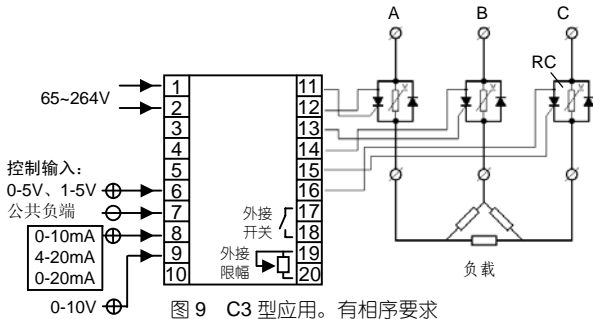 A B C
RC
65~264V
1 11
2 12
3 13
4 14
5 15
6 16
7 17
8 18
9 19
10 20
控制输入：
0-5V、1-5V
公共负端
0-10mA
4-20mA
0-20mA
0-10V
外接
开关
外接
限幅
负载
图 9 C3 型应用。有相序要求